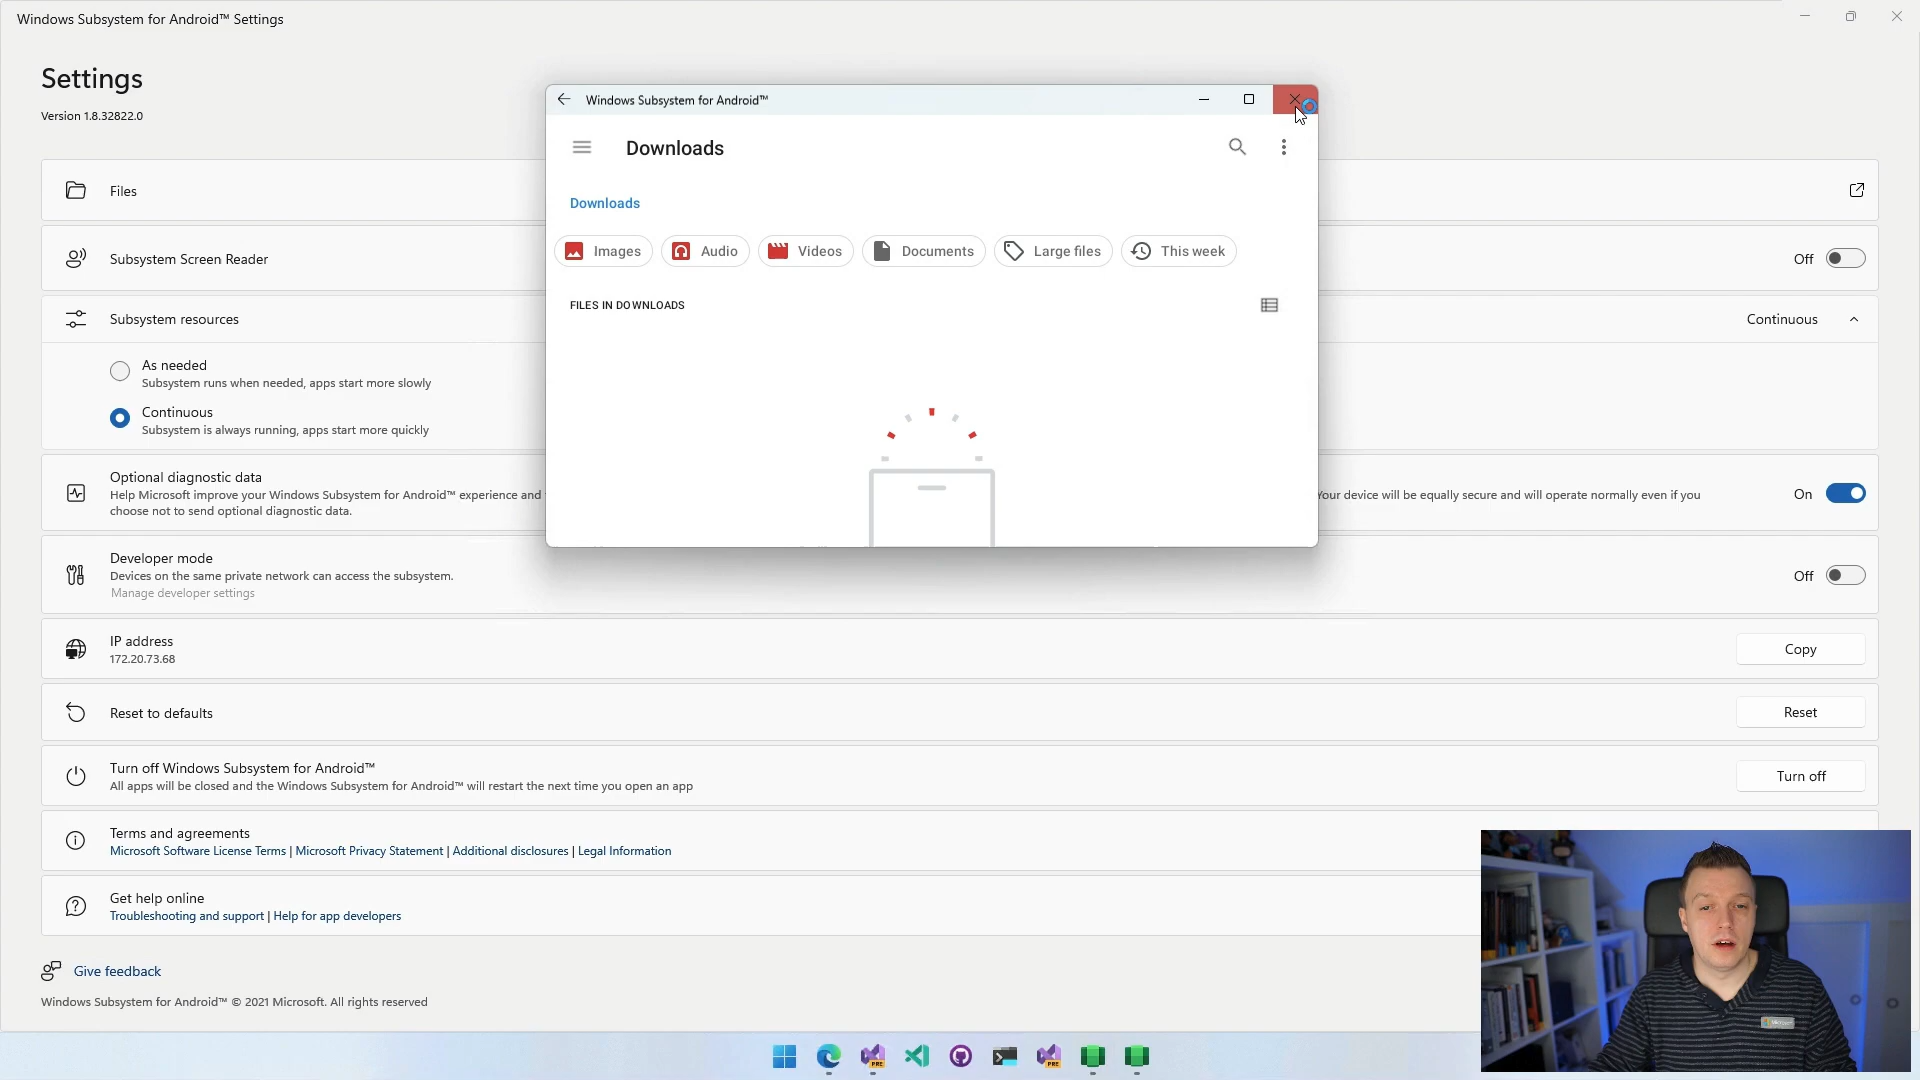 Windows Subsystem for Android™ Settings
Settings
Version 1.8.32822.0
Files
Subsystem Screen Reader
Off
Subsystem resources
Continuous
As needed
Subsystem runs when needed, apps start more slowly
Continuous
Subsystem is always running, apps start more quickly
Optional diagnostic data
Help Microsoft improve your Windows Subsystem for Android™ experience and
Your device will be equally secure and will operate normally even if you
choose not to send optional diagnostic data.
On
Developer mode
Devices on the same private network can access the subsystem.
Manage developer settings
Off
IP address
172.20.73.68
Copy
Reset to defaults
Reset
Turn off Windows Subsystem for Android™
All apps will be closed and the Windows Subsystem for Android™ will restart the next time you open an app
Turn off
Terms and agreements
Microsoft Software License Terms | Microsoft Privacy Statement | Additional disclosures | Legal Information
Get help online
Troubleshooting and support | Help for app developers
Give feedback
Windows Subsystem for Android™ © 2021 Microsoft. All rights reserved
Windows Subsystem for Android™
Downloads
Downloads
Images
Audio
Videos
Documents
Large files
This week
FILES IN DOWNLOADS
PRE
PRE